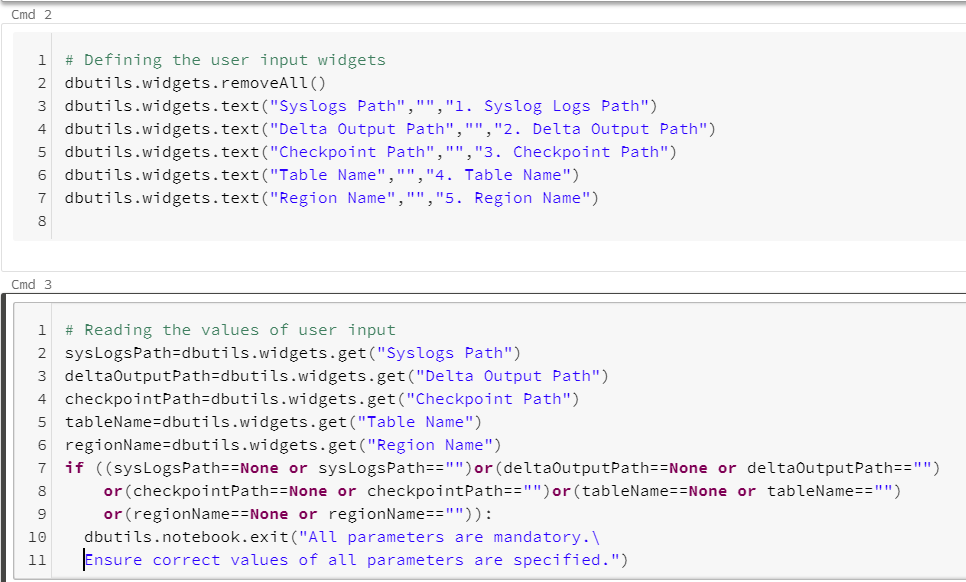 Cmd 2
1 # Defining the user input widgets
2 dbutils.widgets.removeAll()
3 dbutils.widgets.text("Syslogs Path","","1. Syslog Logs Path")
4 dbutils.widgets.text("Delta Output Path","","2. Delta Output Path")
5 dbutils.widgets.text("Checkpoint Path","","3. Checkpoint Path")
6 dbutils.widgets.text("Table Name","","4. Table Name")
7 dbutils.widgets.text("Region Name","","5. Region Name")
8
Cmd 3
1 # Reading the values of user input
2 sysLogsPath=dbutils.widgets.get("Syslogs Path")
3 deltaOutputPath=dbutils.widgets.get("Delta Output Path")
4 checkpointPath=dbutils.widgets.get("Checkpoint Path")
5 tableName=dbutils.widgets.get("Table Name")
6 regionName=dbutils.widgets.get("Region Name")
7 if ((sysLogsPath==None or sysLogsPath=="")or(deltaOutputPath==None or deltaOutputPath=="")
8     or(checkpointPath==None or checkpointPath=="")or(tableName==None or tableName=="")
9     or(regionName==None or regionName=="")):
10   dbutils.notebook.exit("All parameters are mandatory.\
11   Ensure correct values of all parameters are specified.")